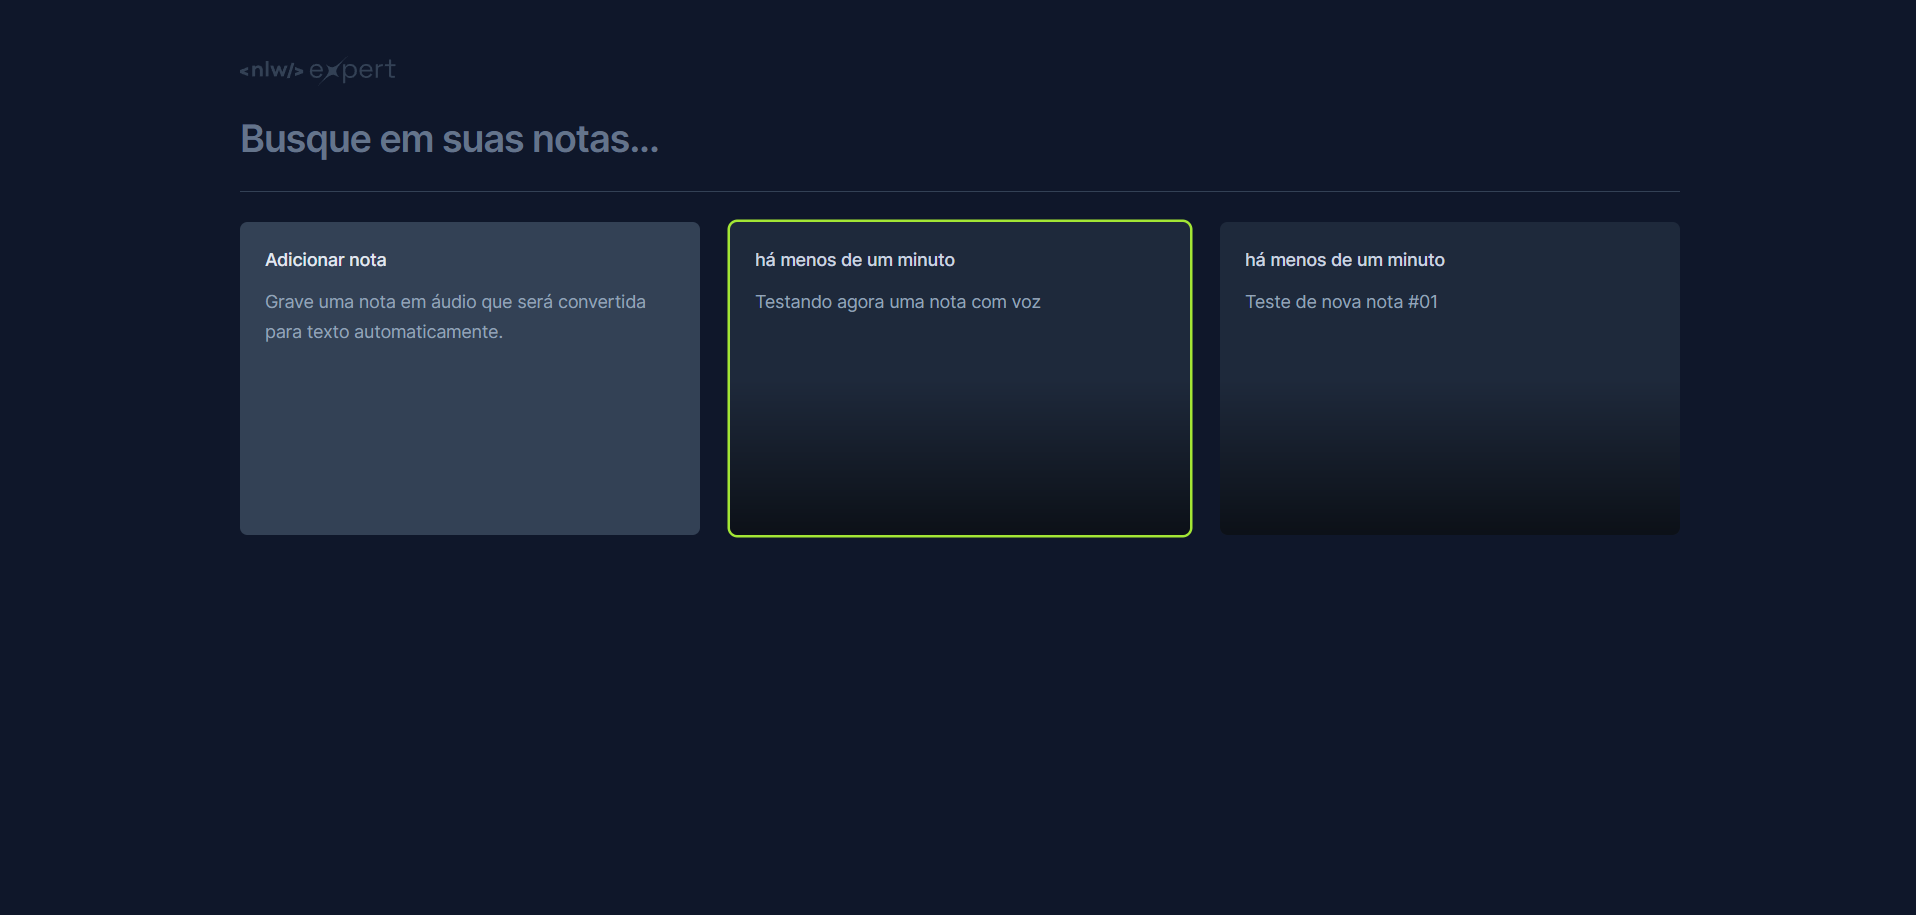 <nlw/> expert
Busque em suas notas...
Adicionar nota
Grave uma nota em áudio que será convertida
para texto automaticamente.
há menos de um minuto
Testando agora uma nota com voz
há menos de um minuto
Teste de nova nota #01